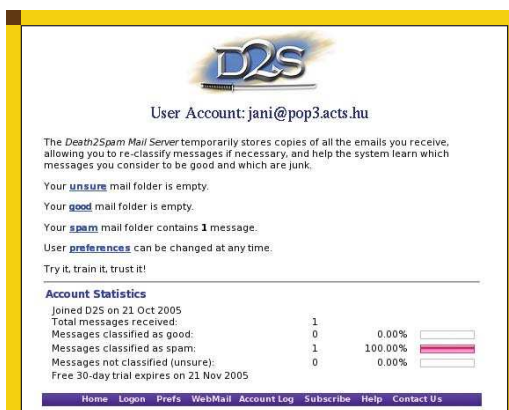 D2S
User Account: jani@pop3.acts.hu
The Death2Spam Mail Server temporarily stores copies of all the emails you receive,
allowing you to re-classify messages if necessary, and help the system learn which
messages you consider to be good and which are junk.
Your unsure mail folder is empty.
Your good mail folder is empty.
Your spam mail folder contains 1 message.
User preferences can be changed at any time.
Try it, train it, trust it!
Account Statistics
Joined D2S on 21 Oct 2005
Total messages received: 1
Messages classified as good: 0 0.00%
Messages classified as spam: 1 100.00%
Messages not classified (unsure): 0 0.00%
Free 30-day trial expires on 21 Nov 2005
Home Logon Prefs WebMail Account Log Subscribe Help Contact Us